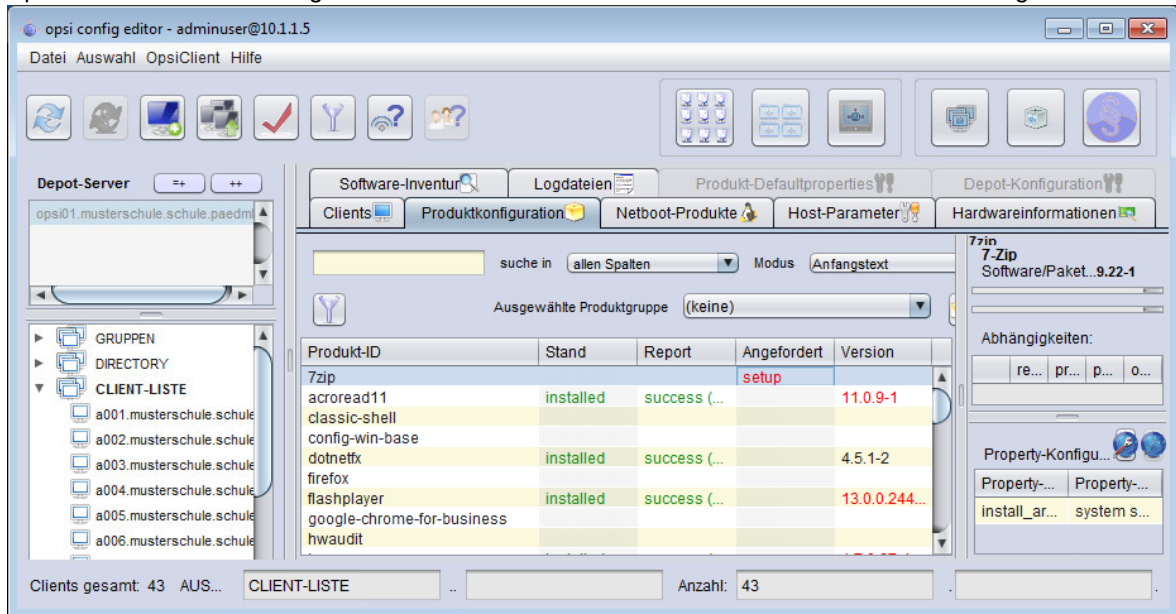 opsi config editor - adminuser@10.1.1.5
Datei Auswahl OpsiClient Hilfe
Depot-Server =+ ++
opsi01.musterschule.schule.paedml
GRUPPEN
DIRECTORY
CLIENT-LISTE
a001.musterschule.schule
a002.musterschule.schule
a003.musterschule.schule
a004.musterschule.schule
a005.musterschule.schule
a006.musterschule.schule
Software-Inventur Logdateien Produkt-Defaultproperties Depot-Konfiguration
Clients Produktkonfiguration Netboot-Produkte Host-Parameter Hardwareinformationen
suche in allen Spalten Modus Anfangstext
Ausgewählte Produktgruppe (keine)
Produkt-ID Stand Report Angefordert Version
7zip setup
acroread11 installed success (... 11.0.9-1
classic-shell
config-win-base
dotnetfx installed success (... 4.5.1-2
firefox
flashplayer installed success (... 13.0.0.244...
google-chrome-for-business
hwaudit
7zip
7-Zip
Software/Paket...9.22-1
Abhängigkeiten:
re... pr... p... o...
Property-Konfigu...
Property-... Property-...
install_ar... system s...
Clients gesamt: 43 AUS... CLIENT-LISTE .. Anzahl: 43 . .